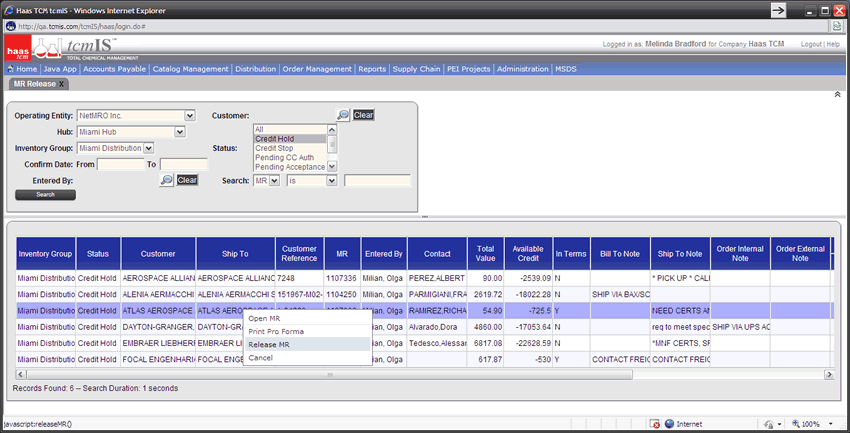 Haas TCM tcmIS - Windows Internet Explorer
http://qa.tcmis.com/tcmIS/haas/login.do#
haas tcm tcmIS
TOTAL CHEMICAL MANAGEMENT
Logged in as: Melinda Bradford for Company Haas TCM Logout | Help
Home | Java App | Accounts Payable | Catalog Management | Distribution | Order Management | Reports | Supply Chain | PEI Projects | Administration | MSDS
MR Release X
Operating Entity: NetMRO Inc. Customer: Clear
Hub: Miami Hub
Inventory Group: Miami Distribution Status: All
Credit Hold
Credit Stop
Pending CC Auth
Pending Acceptance
Confirm Date: From To
Entered By: Clear Search: MR is
Search
Inventory Group Status Customer Ship To Customer Reference MR Entered By Contact Total Value Available Credit In Terms Bill To Note Ship To Note Order Internal Note Order External Note
Miami Distributio Credit Hold AEROSPACE ALLIAN AEROSPACE ALLIANC 7248 1107336 Milian, Olga PEREZ,ALBERT 90.00 -2539.09 N * PICK UP * CALI
Miami Distributio Credit Hold ALENIA AERMACCHI ALENIA AERMACCHI S 151967-M02- 1104250 Milian, Olga PARMIGIANI,FRA 2619.72 -18022.28 N SHIP VIA BAX/SC
Miami Distributio Credit Hold ATLAS AEROSPACE ATLAS Milian, Olga RAMIREZ,RICHA 54.90 -725.5 Y NEED CERTS AN
Miami Distributio Credit Hold DAYTON-GRANGER, DAYTON Olga Alvarado,Dora 4860.00 -17053.64 N req to meet spec SHIP VIA UPS AC
Miami Distributio Credit Hold EMBRAER LIEBHER EMBRAER Olga Tedesco,Alessar 6817.08 -22628.59 N *MNF CERTS, SF
Miami Distributio Credit Hold FOCAL ENGENHARI FOCAL Olga 617.87 -530 Y CONTACT FREIG CONTACT FREIG
Open MR
Print Pro Forma
Release MR
Cancel
Records Found: 6 -- Search Duration: 1 seconds
javascript:releaseMR() Internet 100%